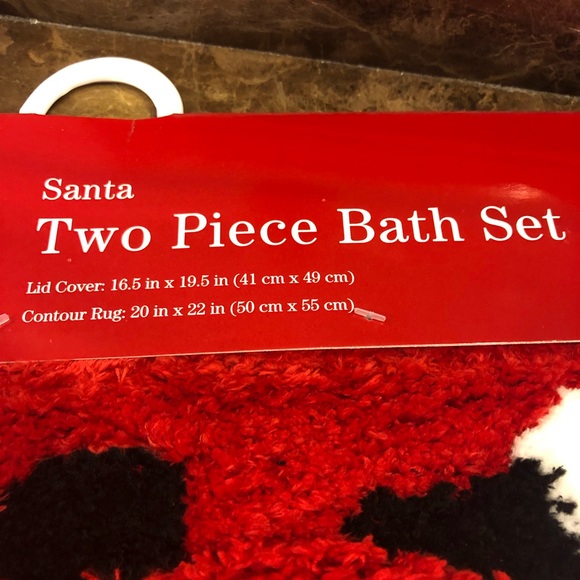 Santa
Two Piece Bath Set
Lid Cover: 16.5 in x 19.5 in (41 cm x 49 cm)
Contour Rug: 20 in x 22 in (50 cm x 55 cm)